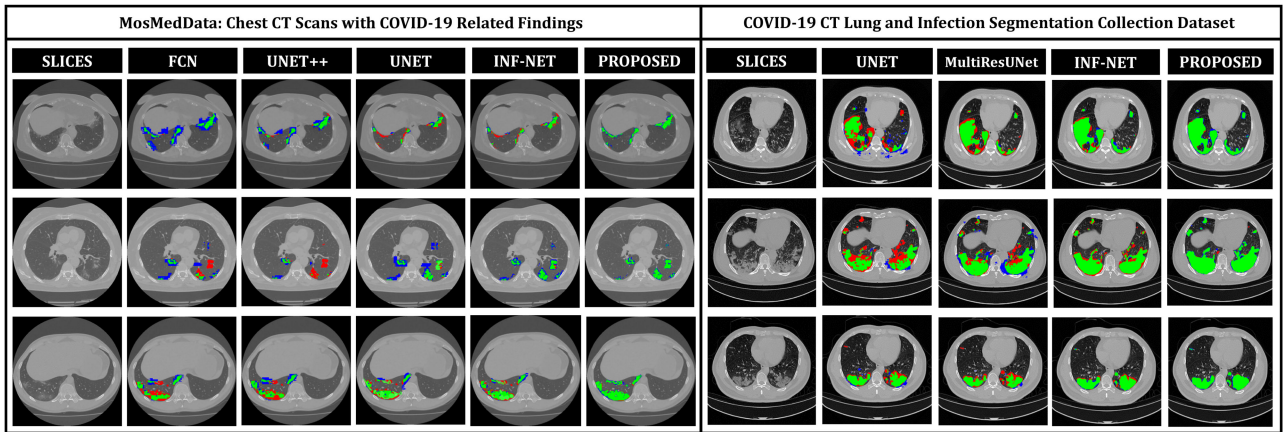 MosMedData: Chest CT Scans with COVID-19 Related Findings
SLICES FCN UNET++ UNET INF-NET PROPOSED
COVID-19 CT Lung and Infection Segmentation Collection Dataset
SLICES UNET MultiResUNet INF-NET PROPOSED